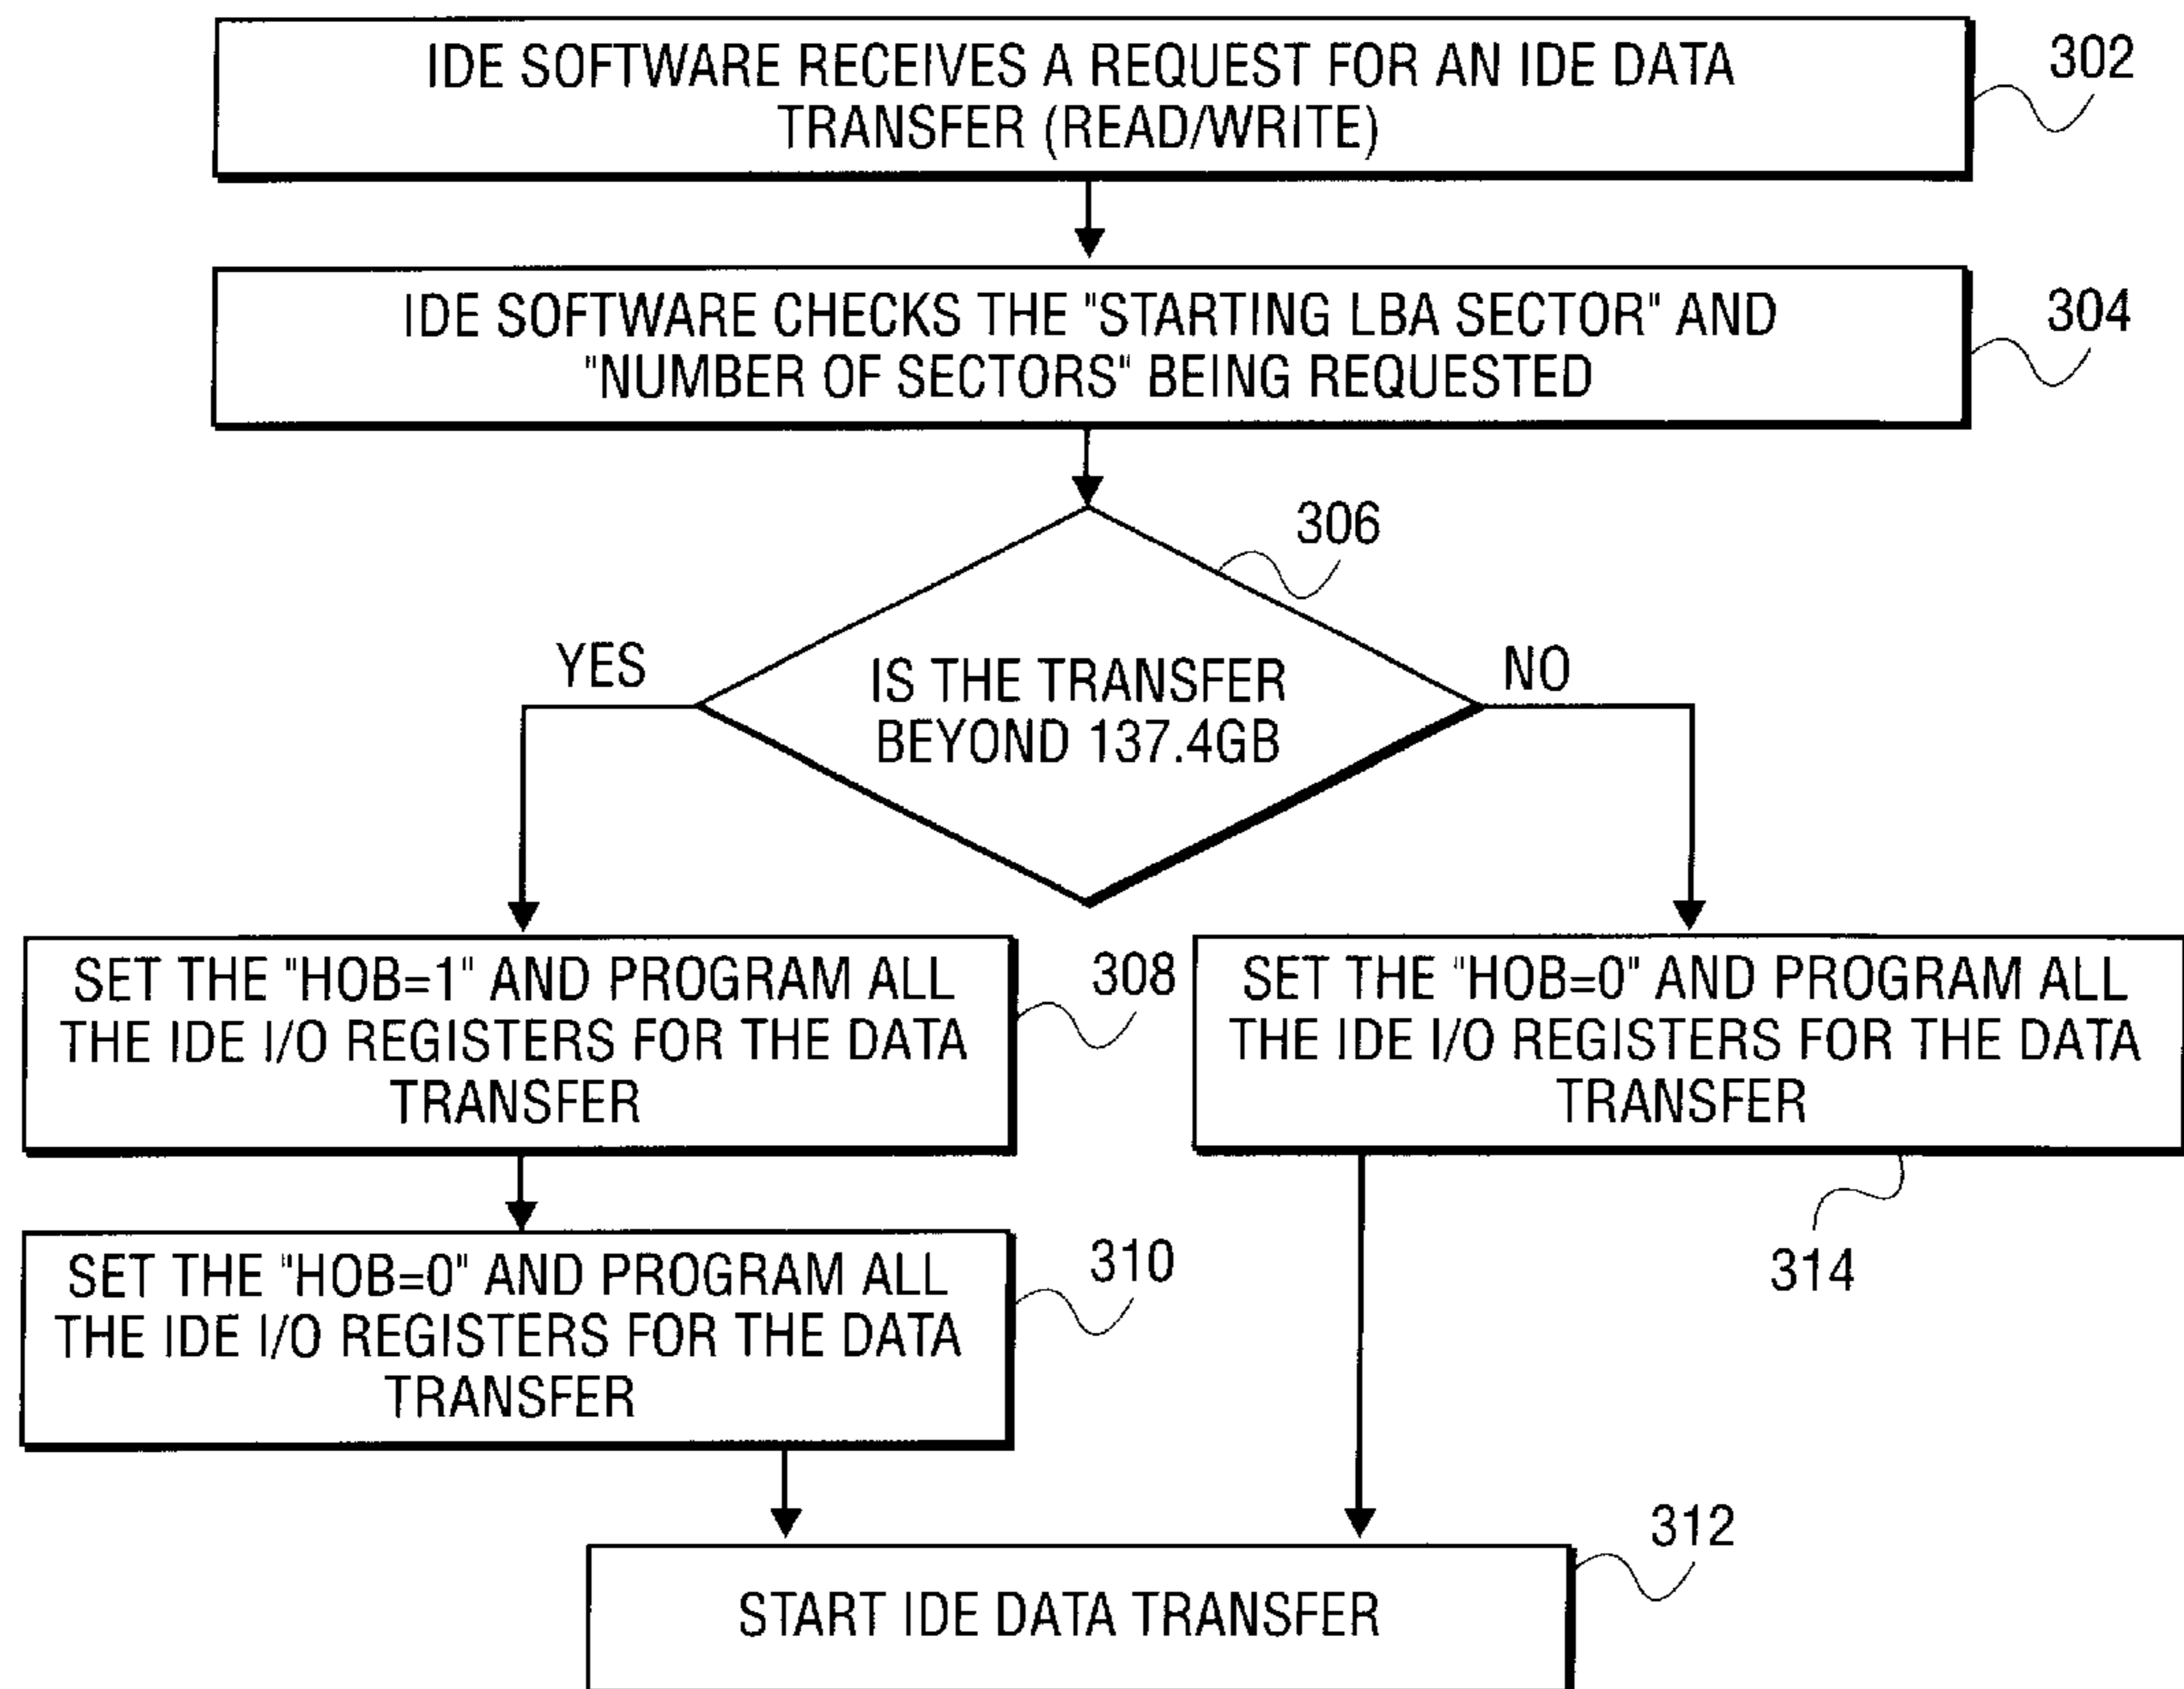 IDE SOFTWARE RECEIVES A REQUEST FOR AN IDE DATA
TRANSFER (READ/WRITE)
302
IDE SOFTWARE CHECKS THE "STARTING LBA SECTOR" AND
"NUMBER OF SECTORS" BEING REQUESTED
304
306
YES
IS THE TRANSFER
BEYOND 137.4GB
NO
SET THE "HOB=1" AND PROGRAM ALL
THE IDE I/O REGISTERS FOR THE DATA
TRANSFER
308
SET THE "HOB=0" AND PROGRAM ALL
THE IDE I/O REGISTERS FOR THE DATA
TRANSFER
314
SET THE "HOB=0" AND PROGRAM ALL
THE IDE I/O REGISTERS FOR THE DATA
TRANSFER
310
START IDE DATA TRANSFER
312